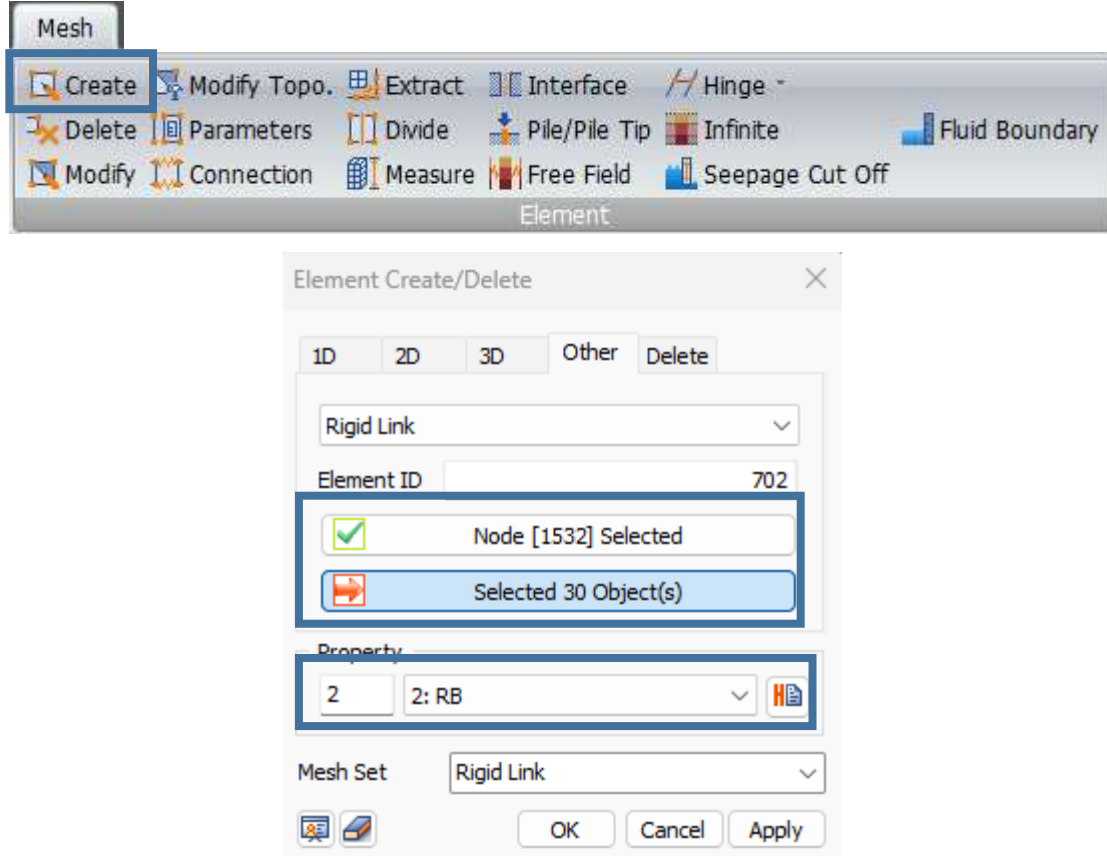 Mesh
Create Modify Topo. Extract Interface Hinge
Delete Parameters Divide Pile/Pile Tip Infinite Fluid Boundary
Modify Connection Measure Free Field Seepage Cut Off
Element
Element Create/Delete
1D 2D 3D Other Delete
Rigid Link
Element ID 702
Node [1532] Selected
Selected 30 Object(s)
Property
2 2: RB
Mesh Set Rigid Link
OK Cancel Apply